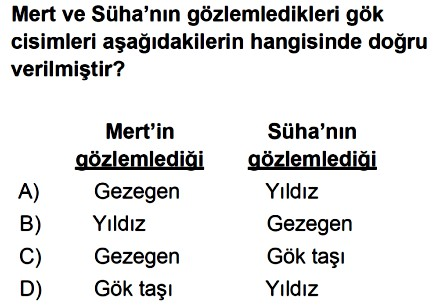 Mert ve Süha’nın gözlemledikleri gök
cisimleri aşağıdakilerin hangisinde doğru
verilmiştir?
Mert’in Süha’nın
gözlemlediği gözlemlediği
A) Gezegen Yıldız
B) Yıldız Gezegen
C) Gezegen Gök taşı
D) Gök taşı Yıldız